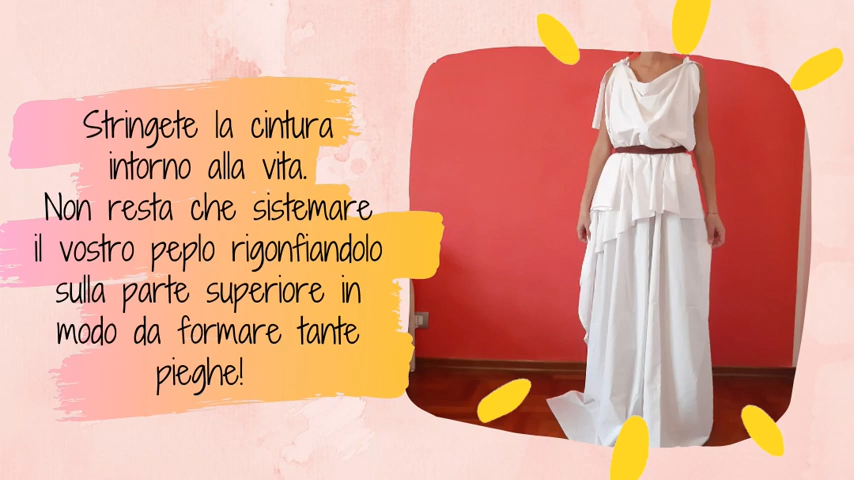 Stringete la cintura
intorno alla vita.
Non resta che sistemare
il vostro peplo rigonfiandolo
sulla parte superiore in
modo da formare tante
pieghe!